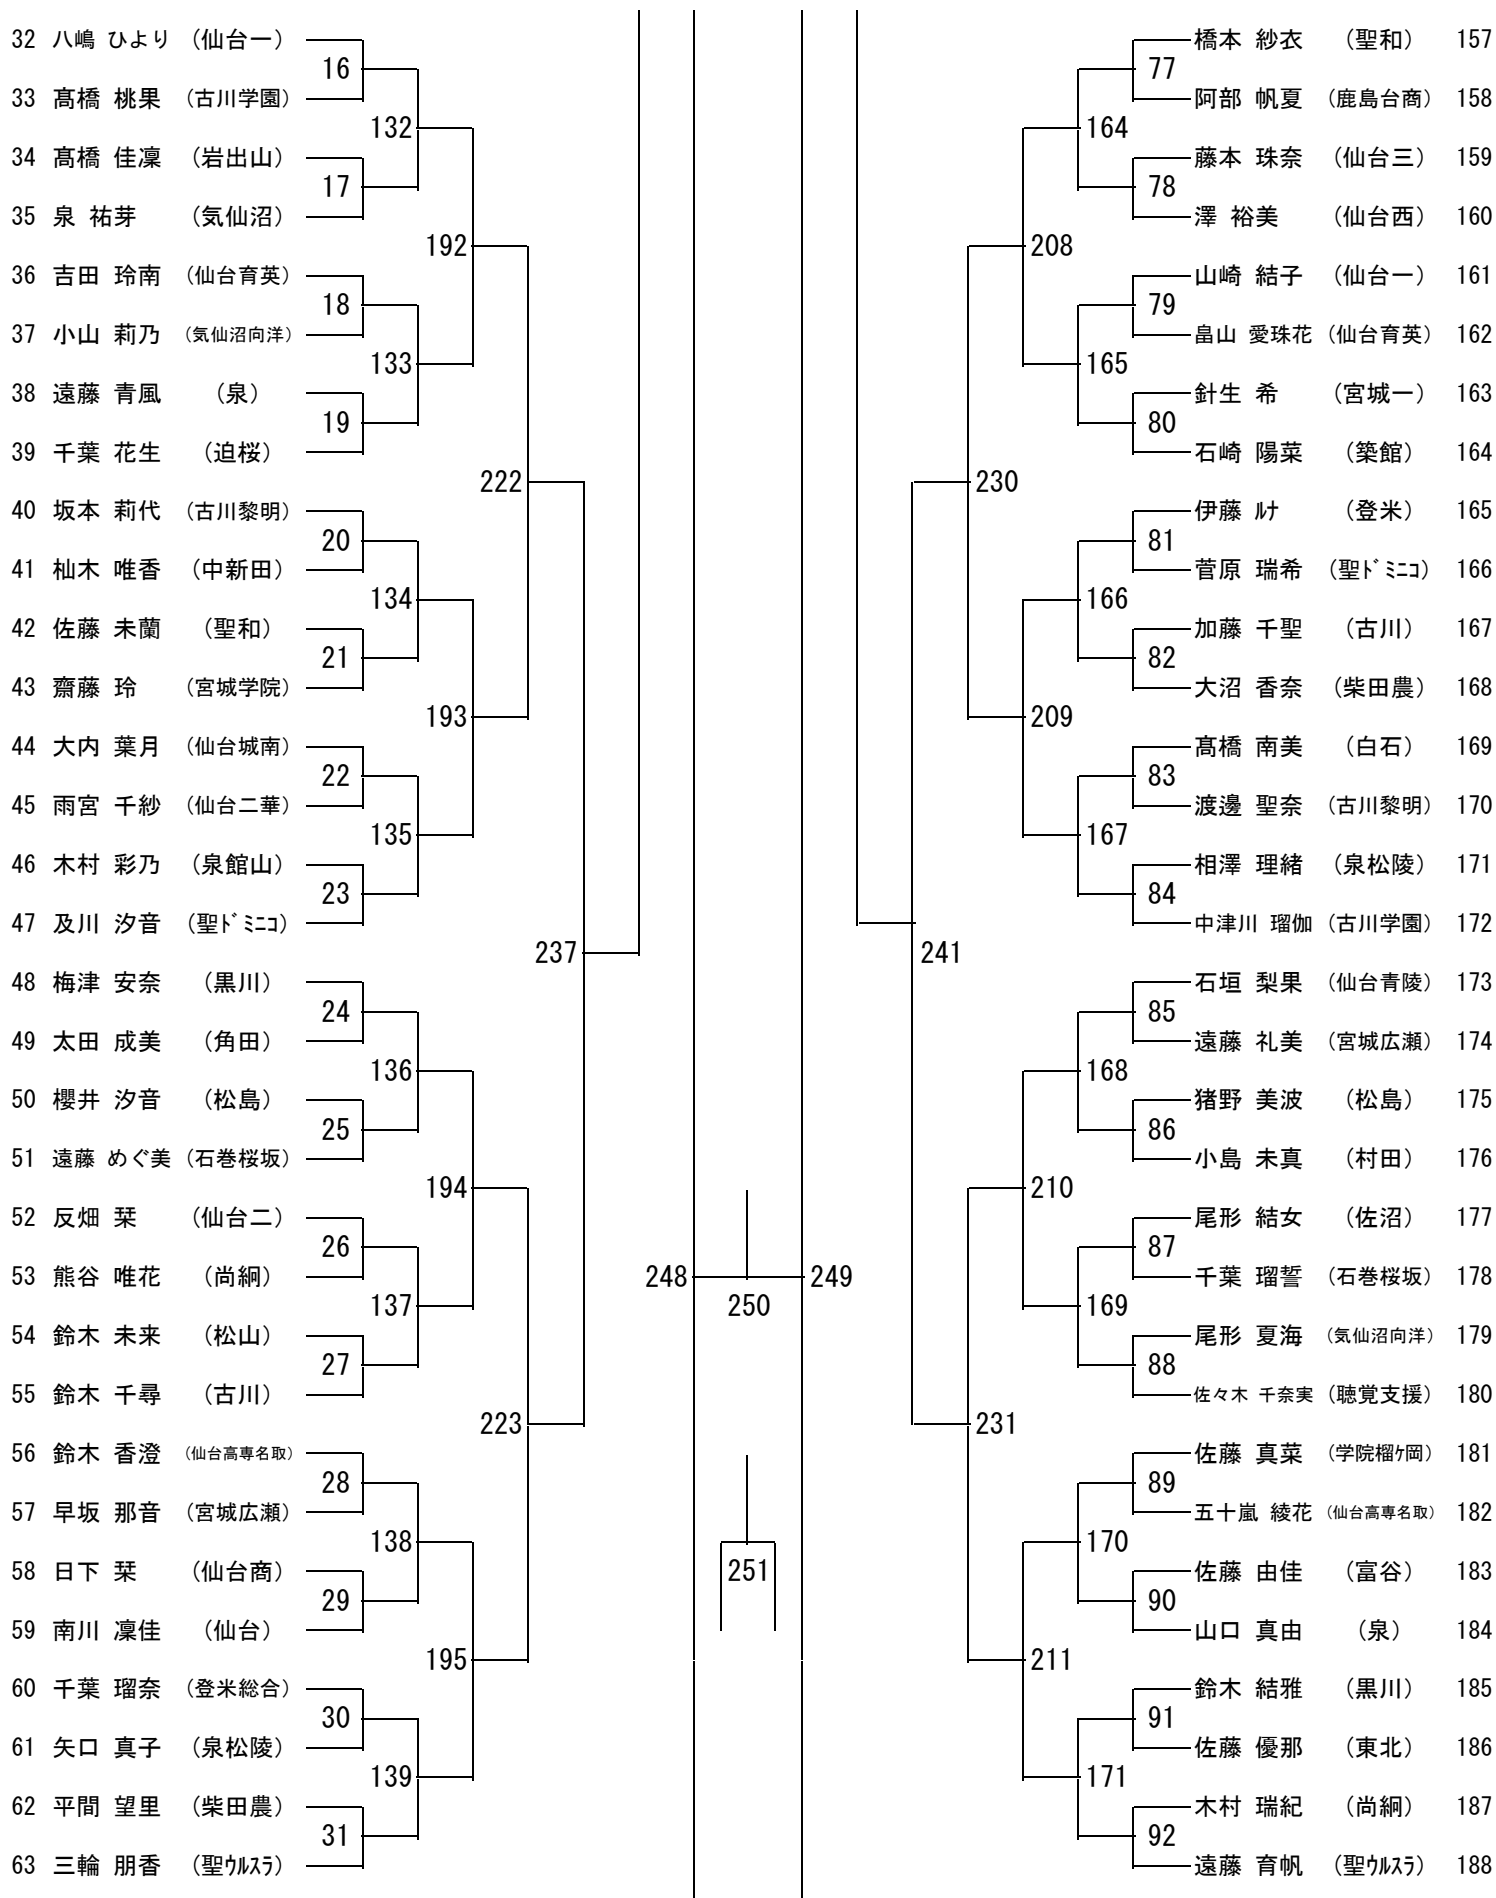 32 八嶋 ひより （仙台一）
16
33 髙橋 桃果 （古川学園）
132
34 髙橋 佳凜 （岩出山）
17
35 泉 祐芽 （気仙沼）
192
36 吉田 玲南 （仙台育英）
18
37 小山 莉乃 （気仙沼向洋）
133
38 遠藤 青風 （泉）
19
39 千葉 花生 （迫桜）
222
40 坂本 莉代 （古川黎明）
20
41 杣木 唯香 （中新田）
134
42 佐藤 未蘭 （聖和）
21
43 齋藤 玲 （宮城学院）
193
44 大内 葉月 （仙台城南）
22
45 雨宮 千紗 （仙台二華）
135
46 木村 彩乃 （泉館山）
23
47 及川 汐音 （聖ﾄﾞﾐﾆｺ）
237
48 梅津 安奈 （黒川）
24
49 太田 成美 （角田）
136
50 櫻井 汐音 （松島）
25
51 遠藤 めぐ美 （石巻桜坂）
194
52 反畑 栞 （仙台二）
26
53 熊谷 唯花 （尚絅）
137
54 鈴木 未来 （松山）
27
55 鈴木 千尋 （古川）
223
56 鈴木 香澄 （仙台高専名取）
28
57 早坂 那音 （宮城広瀬）
138
58 日下 栞 （仙台商）
29
59 南川 凜佳 （仙台）
195
60 千葉 瑠奈 （登米総合）
30
61 矢口 真子 （泉松陵）
139
62 平間 望里 （柴田農）
31
63 三輪 朋香 （聖ｳﾙｽﾗ）
248
249
250
251
橋本 紗衣 （聖和） 157
77
阿部 帆夏 （鹿島台商） 158
164
藤本 珠奈 （仙台三） 159
78
澤 裕美 （仙台西） 160
208
山崎 結子 （仙台一） 161
79
畠山 愛珠花 （仙台育英） 162
165
針生 希 （宮城一） 163
80
石崎 陽菜 （築館） 164
230
伊藤 ﾙﾅ （登米） 165
81
菅原 瑞希 （聖ﾄﾞﾐﾆｺ） 166
166
加藤 千聖 （古川） 167
82
大沼 香奈 （柴田農） 168
209
髙橋 南美 （白石） 169
83
渡邊 聖奈 （古川黎明） 170
167
相澤 理緒 （泉松陵） 171
84
中津川 瑠伽 （古川学園） 172
241
石垣 梨果 （仙台青陵） 173
85
遠藤 礼美 （宮城広瀬） 174
168
猪野 美波 （松島） 175
86
小島 未真 （村田） 176
210
尾形 結女 （佐沼） 177
87
千葉 瑠誓 （石巻桜坂） 178
169
尾形 夏海 （気仙沼向洋） 179
88
佐々木 千奈実 （聴覚支援） 180
231
佐藤 真菜 （学院榴ｹ岡） 181
89
五十嵐 綾花 （仙台高専名取） 182
170
佐藤 由佳 （富谷） 183
90
山口 真由 （泉） 184
211
鈴木 結雅 （黒川） 185
91
佐藤 優那 （東北） 186
171
木村 瑞紀 （尚絅） 187
92
遠藤 育帆 （聖ｳﾙｽﾗ） 188